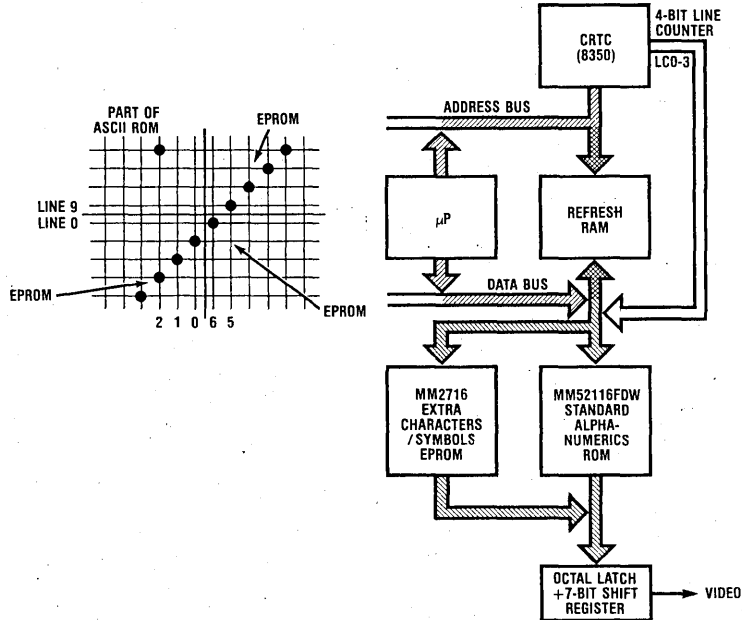 PART OF
ASCII ROM
EPROM
LINE 9
LINE 0
EPROM
EPROM
2 1 0 6 5
CRTC
(8350)
4-BIT LINE
COUNTER
LC0-3
ADDRESS BUS
μP
REFRESH
RAM
DATA BUS
MM2716
EXTRA
CHARACTERS
/SYMBOLS
EPROM
MM52116FDW
STANDARD
ALPHA-
NUMERICS
ROM
OCTAL LATCH
+7-BIT SHIFT
REGISTER
VIDEO